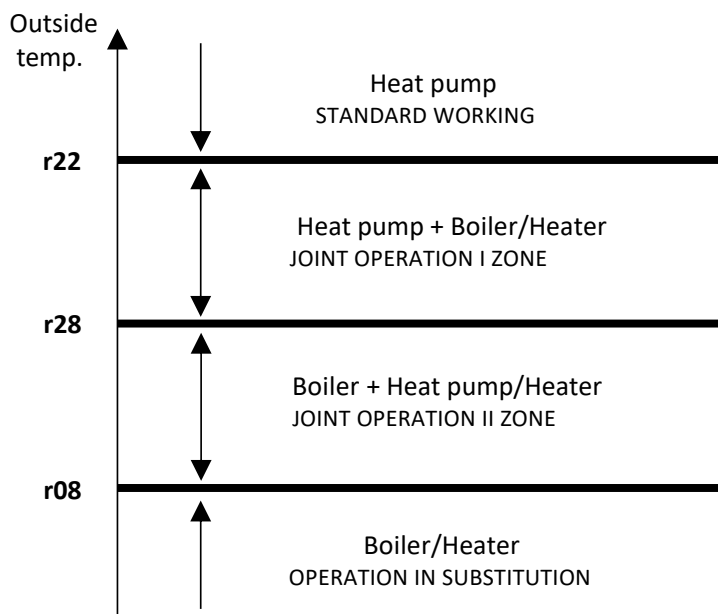 Outside
temp.
Heat pump
STANDARD WORKING
r22
Heat pump + Boiler/Heater
JOINT OPERATION I ZONE
r28
Boiler + Heat pump/Heater
JOINT OPERATION II ZONE
r08
Boiler/Heater
OPERATION IN SUBSTITUTION